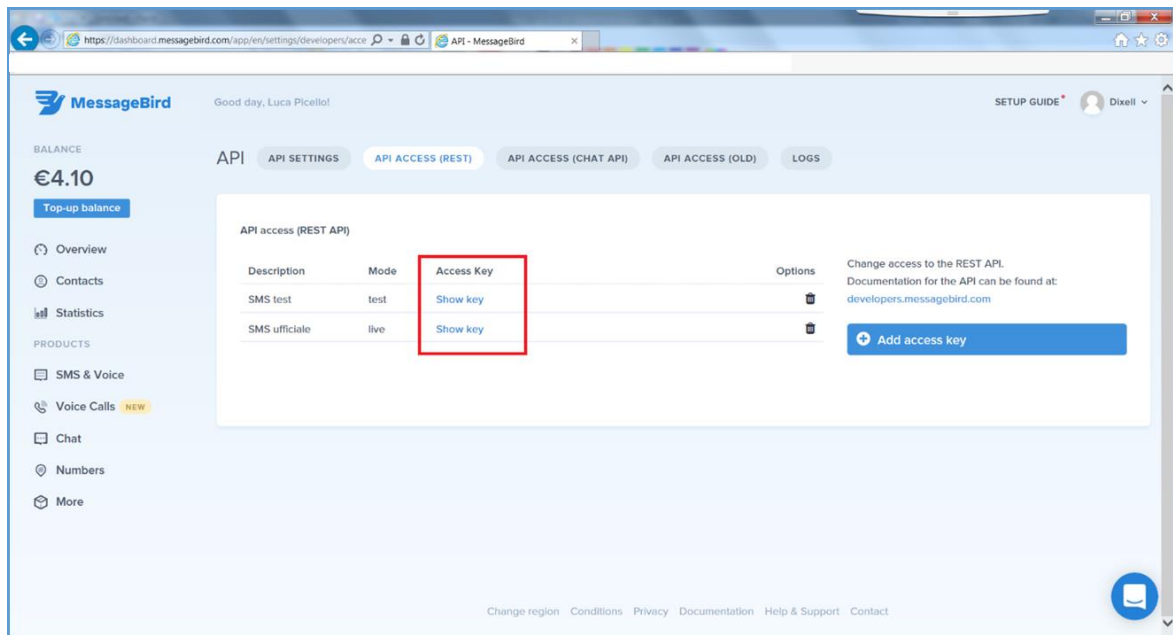 https://dashboard.messagebird.com/app/en/settings/developers/acce
API - MessageBird
MessageBird
Good day, Luca Picello!
SETUP GUIDE
Dixell
BALANCE
€4.10
Top-up balance
Overview
Contacts
Statistics
PRODUCTS
SMS & Voice
Voice Calls NEW
Chat
Numbers
More
API
API SETTINGS
API ACCESS (REST)
API ACCESS (CHAT API)
API ACCESS (OLD)
LOGS
API access (REST API)
Description Mode Access Key Options
SMS test test Show key
SMS ufficiale live Show key
Change access to the REST API.
Documentation for the API can be found at:
developers.messagebird.com
Add access key
Change region Conditions Privacy Documentation Help & Support Contact